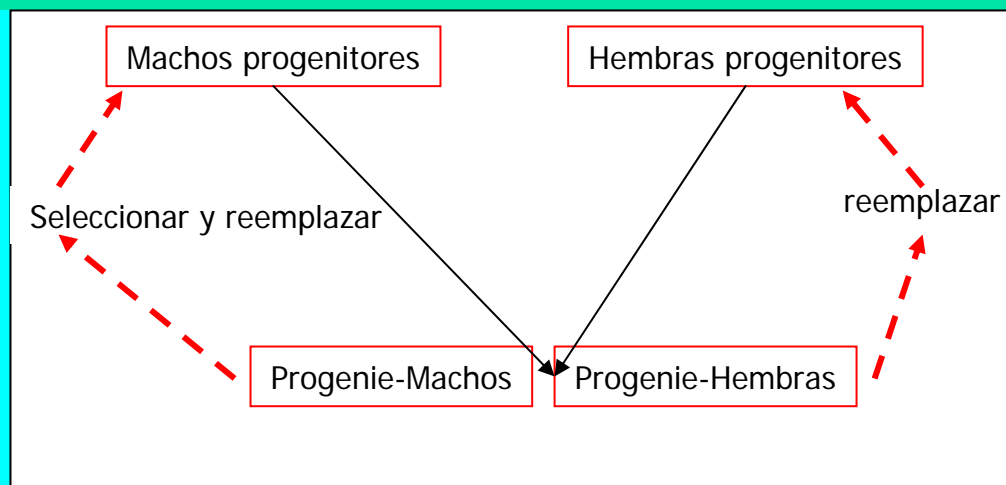 Machos progenitores
Hembras progenitores
Seleccionar y reemplazar
reemplazar
Progenie-Machos
Progenie-Hembras